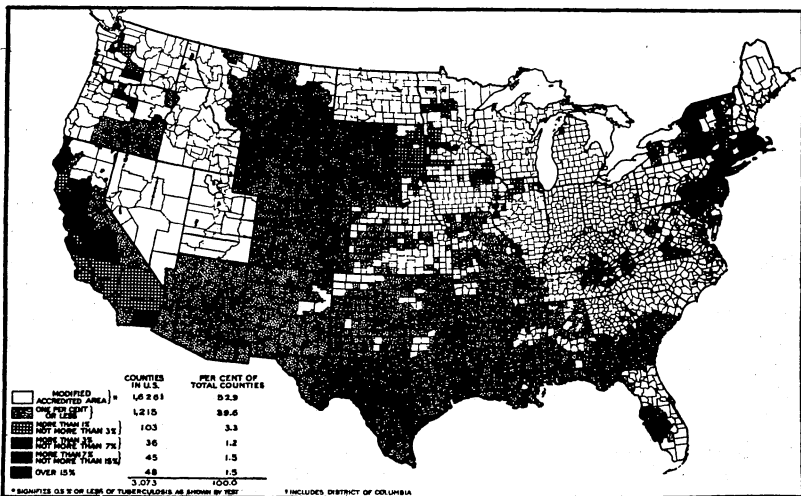 COUNTIES IN U.S.
PER CENT OF TOTAL COUNTIES
MODIFIED ACCREDITED AREA } * 1,626‡ 52.9
ONE PER CENT OR LESS } 1,215 39.6
MORE THAN 1% NOT MORE THAN 3% } 103 3.3
MORE THAN 3% NOT MORE THAN 7% } 36 1.2
MORE THAN 7% NOT MORE THAN 15% } 45 1.5
OVER 15% 48 1.5
3,073 100.0
* SIGNIFIES 0.5 % OR LESS OF TUBERCULOSIS AS SHOWN BY TEST
‡ INCLUDES DISTRICT OF COLUMBIA